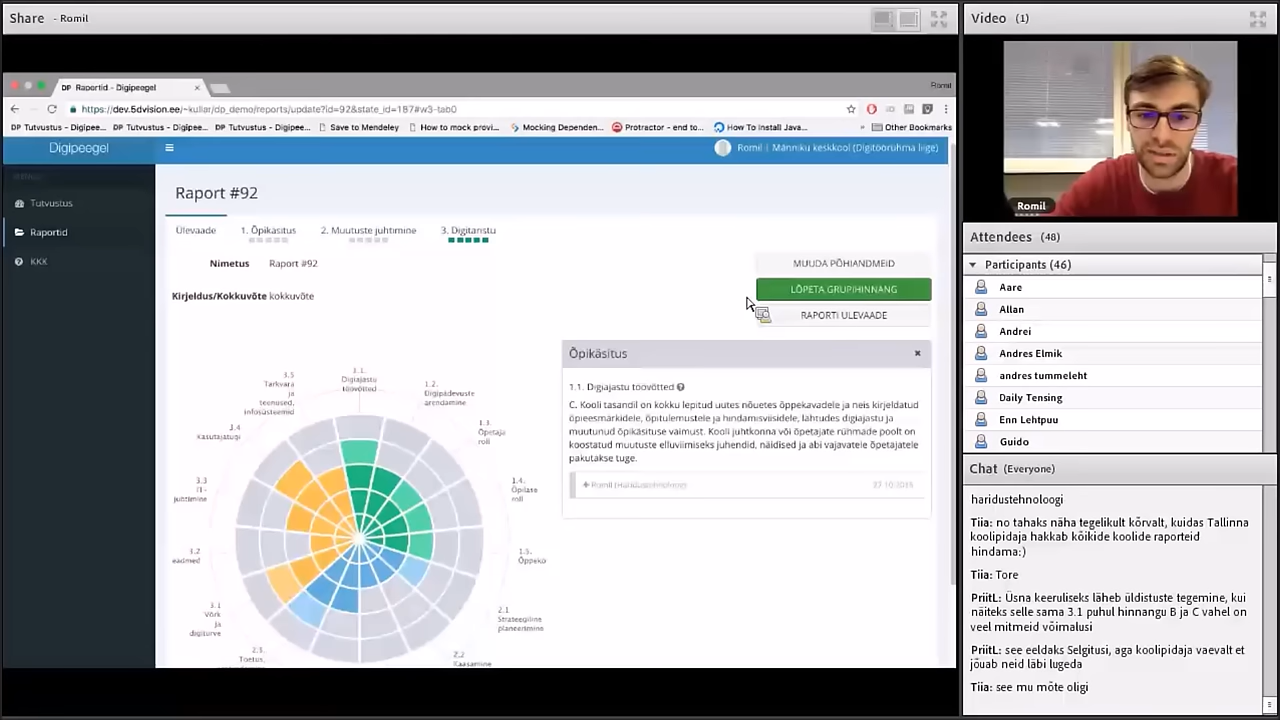 Share - Romil
Video (1)
DP Raportid - Digipeegel
Romil
https://dev.5dvision.ee/~kullar/dp_demo/reports/update?id=92&state_id=187#w3-tab0
DP Tutvustus - Digipee...
DP Tutvustus - Digipee...
DP Tutvustus - Digipee...
Save to Mendeley
How to mock provi...
Mocking Dependen...
Protractor - end to...
How To Install Java...
»
Other Bookmarks
Digipeegel
Romil | Männiku keskkool (Digitööruhma liige)
Tutvustus
Raportid
KKK
Raport #92
Ülevaade
1. Õpikäsitus
2. Muutuste juhtimine
3. Digitaristu
Nimetus Raport #92
Kirjeldus/Kokkuvõte kokkuvõte
MUUDA PÕHIANDMEID
LÕPETA GRUPIHINNANG
RAPORTI ÜLEVAADE
3.1.
Digiajastu
töövõtted
1.2.
Digipädevuste
arendamine
1.3.
Õpetaja
roll
1.4.
Õpilase
roll
1.5.
Õppeko
2.1
Strateegiline
planeerimine
2.2
Kaasamine
2.5.
Toetus,
3.1
Võrk
ja
digiturve
3.2
eadmed
3.3
IT-
juhtimine
3.4
Kasutajatugi
3.5
Tarkvara
ja
teenused,
infosüsteemid
Õpikäsitus
×
1.1. Digiajastu töövõtted
C. Kooli tasandil on kokku lepitud uutes nõuetes õppekavadele ja neis kirjeldatud
õpieesmärkidele, õpitulemustele ja hindamisviisidele, lähtudes digiajastu ja
muutunud õpikäsituse vaimust. Kooli juhtkonna või õpetajate rühmade poolt on
koostatud muutuste elluviimiseks juhendid, näidised ja abi vajavatele õpetajatele
pakutakse tuge.
Romil (Haridustehnoloog)
27.10.2016
Romil
Attendees (48)
Participants (46)
Aare
Allan
Andrei
Andres Elmik
andres tummeleht
Daily Tensing
Enn Lehtpuu
Guido
Chat (Everyone)
haridustehnoloogi
Tiia: no tahaks näha tegelikult kõrvalt, kuidas Tallinna
koolipidaja hakkab kõikide koolide raporteid
hindama:)
Tiia: Tore
PriitL: Üsna keeruliseks läheb üldistuste tegemine, kui
näiteks selle sama 3.1 puhul hinnangu B ja C vahel on
veel mitmeid võimalusi
PriitL: see eeldaks Selgitusi, aga koolipidaja vaevalt et
jõuab neid läbi lugeda
Tiia: see mu mõte oligi